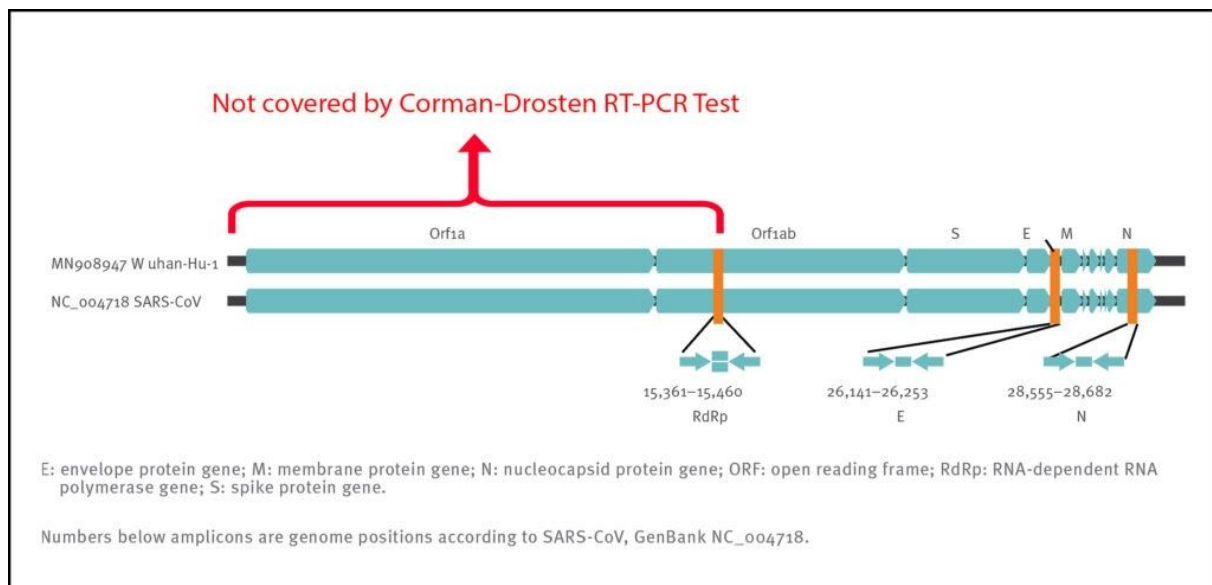 Not covered by Corman-Drosten RT-PCR Test
Orf1a Orf1ab S E M N
MN908947 W uhan-Hu-1
NC_004718 SARS-CoV
15,361–15,460 26,141–26,253 28,555–28,682
RdRp E N
E: envelope protein gene; M: membrane protein gene; N: nucleocapsid protein gene; ORF: open reading frame; RdRp: RNA-dependent RNA
polymerase gene; S: spike protein gene.
Numbers below amplicons are genome positions according to SARS-CoV, GenBank NC_004718.